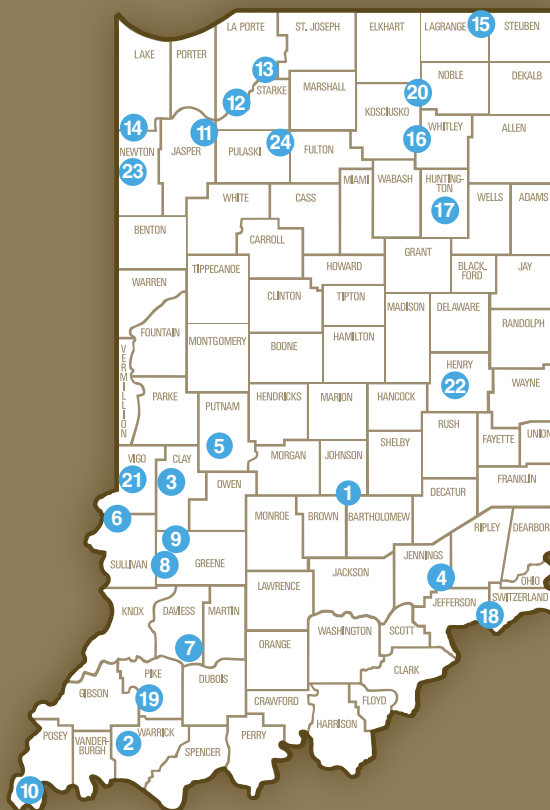 LA PORTE
ST. JOSEPH
ELKHART
LAGRANGE
15
STEUBEN
LAKE
PORTER
13
STARKE
NOBLE
DEKALB
MARSHALL
12
20
KOSCIUSKO
14
11
WHITLEY
ALLEN
24
16
NEWTON
JASPER
PULASKI
FULTON
23
MIAMI
WABASH
HUNTING-
TON
17
WHITE
CASS
WELLS
ADAMS
BENTON
CARROLL
GRANT
TIPPECANOE
HOWARD
BLACK
FORD
JAY
WARREN
CLINTON
TIPTON
MADISON
DELAWARE
RANDOLPH
FOUNTAIN
MONTGOMERY
BOONE
HAMILTON
VERMILLION
HENRY
22
WAYNE
PARKE
PUTNAM
HENDRICKS
MARION
HANCOCK
5
RUSH
FAYETTE
UNION
VIGO
CLAY
MORGAN
JOHNSON
SHELBY
21
3
OWEN
FRANKLIN
1
DECATUR
6
MONROE
BROWN
BARTHOLOMEW
RIPLEY
DEARBOR
9
SULLIVAN
8
GREENE
JENNINGS
4
JACKSON
OHIO
LAWRENCE
SWITZERLAND
JEFFERSON
18
KNOX
DAVIESS
MARTIN
WASHINGTON
SCOTT
7
ORANGE
PIKE
DUBOIS
CLARK
GIBSON
19
CRAWFORD
FLOYD
POSEY
VANDER-
BURGH
2
WARRICK
PERRY
HARRISON
SPENCER
10